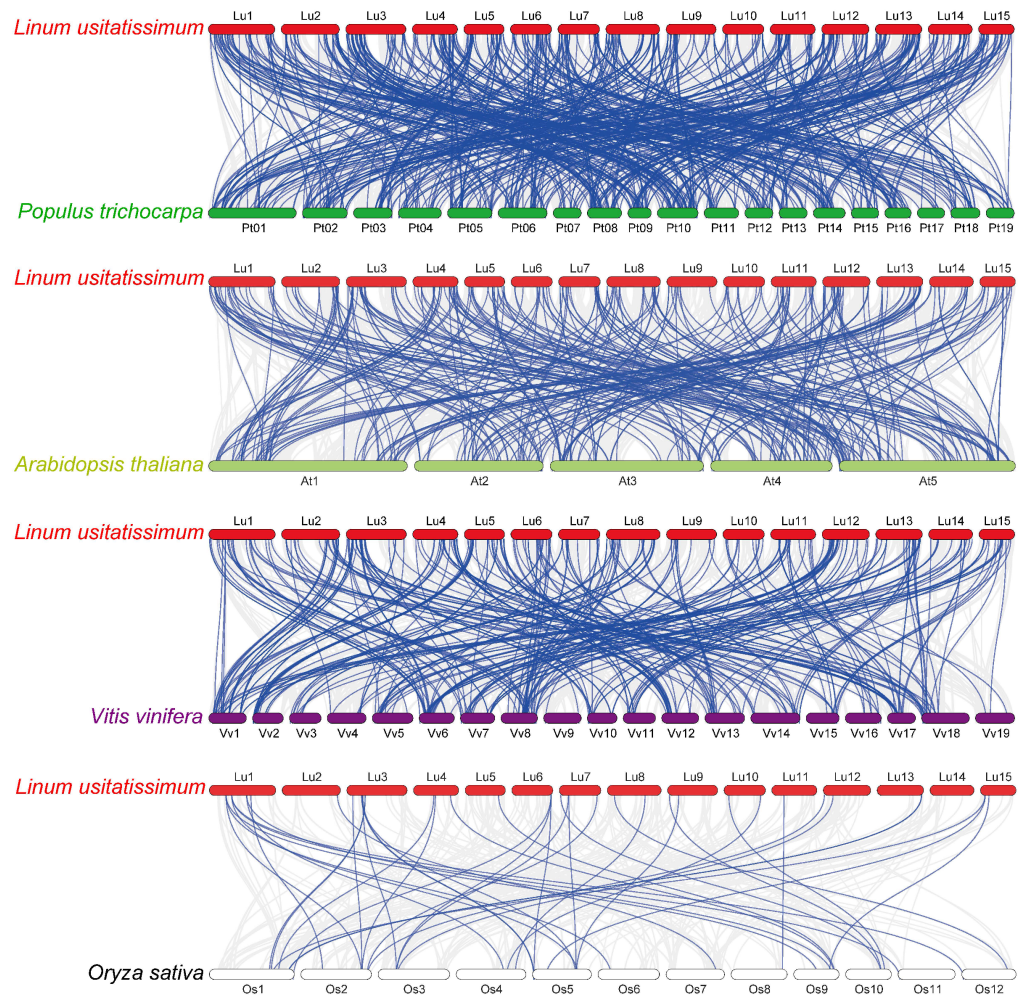 Lu1 Lu2 Lu3 Lu4 Lu5 Lu6 Lu7 Lu8 Lu9 Lu10 Lu11 Lu12 Lu13 Lu14 Lu15
Linum usitatissimum
Populus trichocarpa
Pt01 Pt02 Pt03 Pt04 Pt05 Pt06 Pt07 Pt08 Pt09 Pt10 Pt11 Pt12 Pt13 Pt14 Pt15 Pt16 Pt17 Pt18 Pt19
Lu1 Lu2 Lu3 Lu4 Lu5 Lu6 Lu7 Lu8 Lu9 Lu10 Lu11 Lu12 Lu13 Lu14 Lu15
Linum usitatissimum
Arabidopsis thaliana
At1 At2 At3 At4 At5
Lu1 Lu2 Lu3 Lu4 Lu5 Lu6 Lu7 Lu8 Lu9 Lu10 Lu11 Lu12 Lu13 Lu14 Lu15
Linum usitatissimum
Vitis vinifera
Vv1 Vv2 Vv3 Vv4 Vv5 Vv6 Vv7 Vv8 Vv9 Vv10 Vv11 Vv12 Vv13 Vv14 Vv15 Vv16 Vv17 Vv18 Vv19
Lu1 Lu2 Lu3 Lu4 Lu5 Lu6 Lu7 Lu8 Lu9 Lu10 Lu11 Lu12 Lu13 Lu14 Lu15
Linum usitatissimum
Oryza sativa
Os1 Os2 Os3 Os4 Os5 Os6 Os7 Os8 Os9 Os10 Os11 Os12